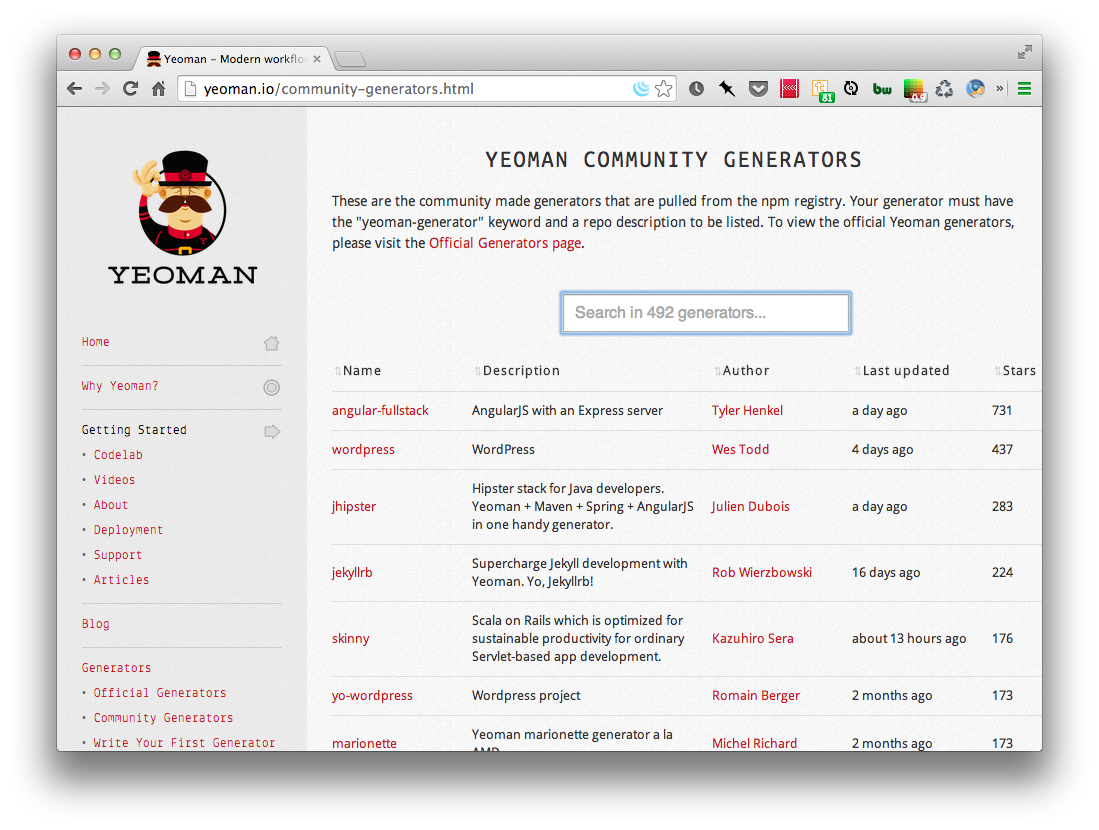 Yeoman – Modern workflo
yeoman.io/community-generators.html
81
bw
0.9
»
YEOMAN
Home
Why Yeoman?
Getting Started
• Codelab
• Videos
• About
• Deployment
• Support
• Articles
Blog
Generators
• Official Generators
• Community Generators
• Write Your First Generator
YEOMAN COMMUNITY GENERATORS
These are the community made generators that are pulled from the npm registry. Your generator must have
the "yeoman-generator" keyword and a repo description to be listed. To view the official Yeoman generators,
please visit the Official Generators page.
Search in 492 generators...
Name Description Author Last updated Stars
angular-fullstack AngularJS with an Express server Tyler Henkel a day ago 731
wordpress WordPress Wes Todd 4 days ago 437
Hipster stack for Java developers.
jhipster Yeoman + Maven + Spring + AngularJS Julien Dubois a day ago 283
in one handy generator.
Supercharge Jekyll development with
jekyllrb Rob Wierzbowski 16 days ago 224
Yeoman. Yo, Jekyllrb!
Scala on Rails which is optimized for
skinny sustainable productivity for ordinary Kazuhiro Sera about 13 hours ago 176
Servlet-based app development.
yo-wordpress Wordpress project Romain Berger 2 months ago 173
Yeoman marionette generator a la
marionette Michel Richard 2 months ago 173
AMD